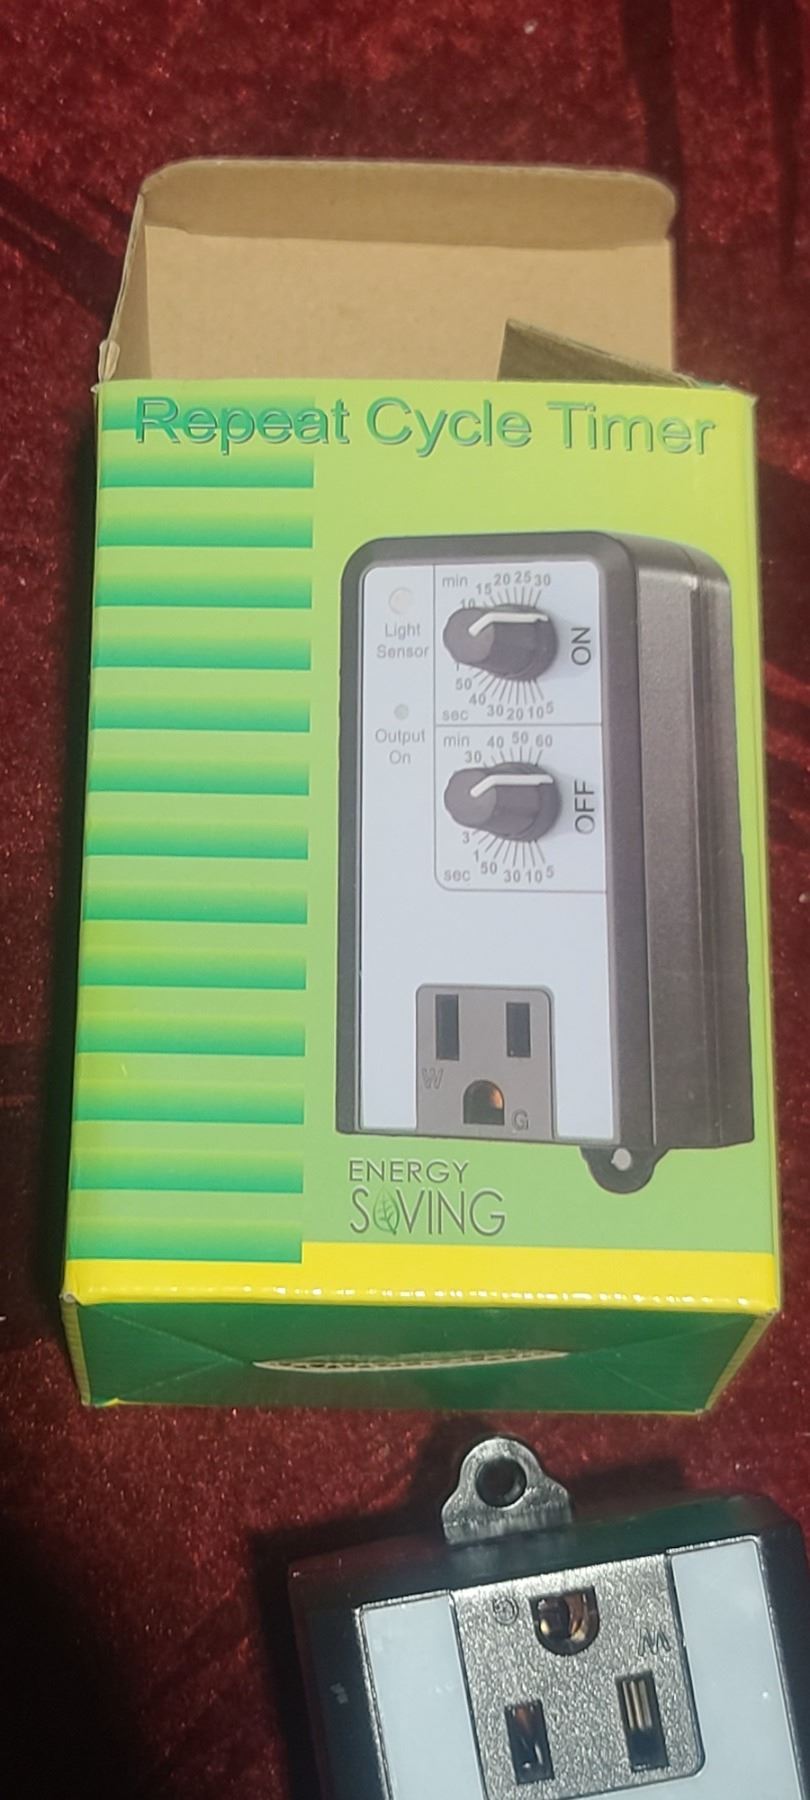 Repeat Cycle Timer
min 10 15 20 25 30
Light
Sensor
ON
1
50
40
sec 30 20 10 5
Output
On
min 30 40 50 60
OFF
3
1
sec 50 30 10 5
W
G
ENERGY
SAVING
G
W